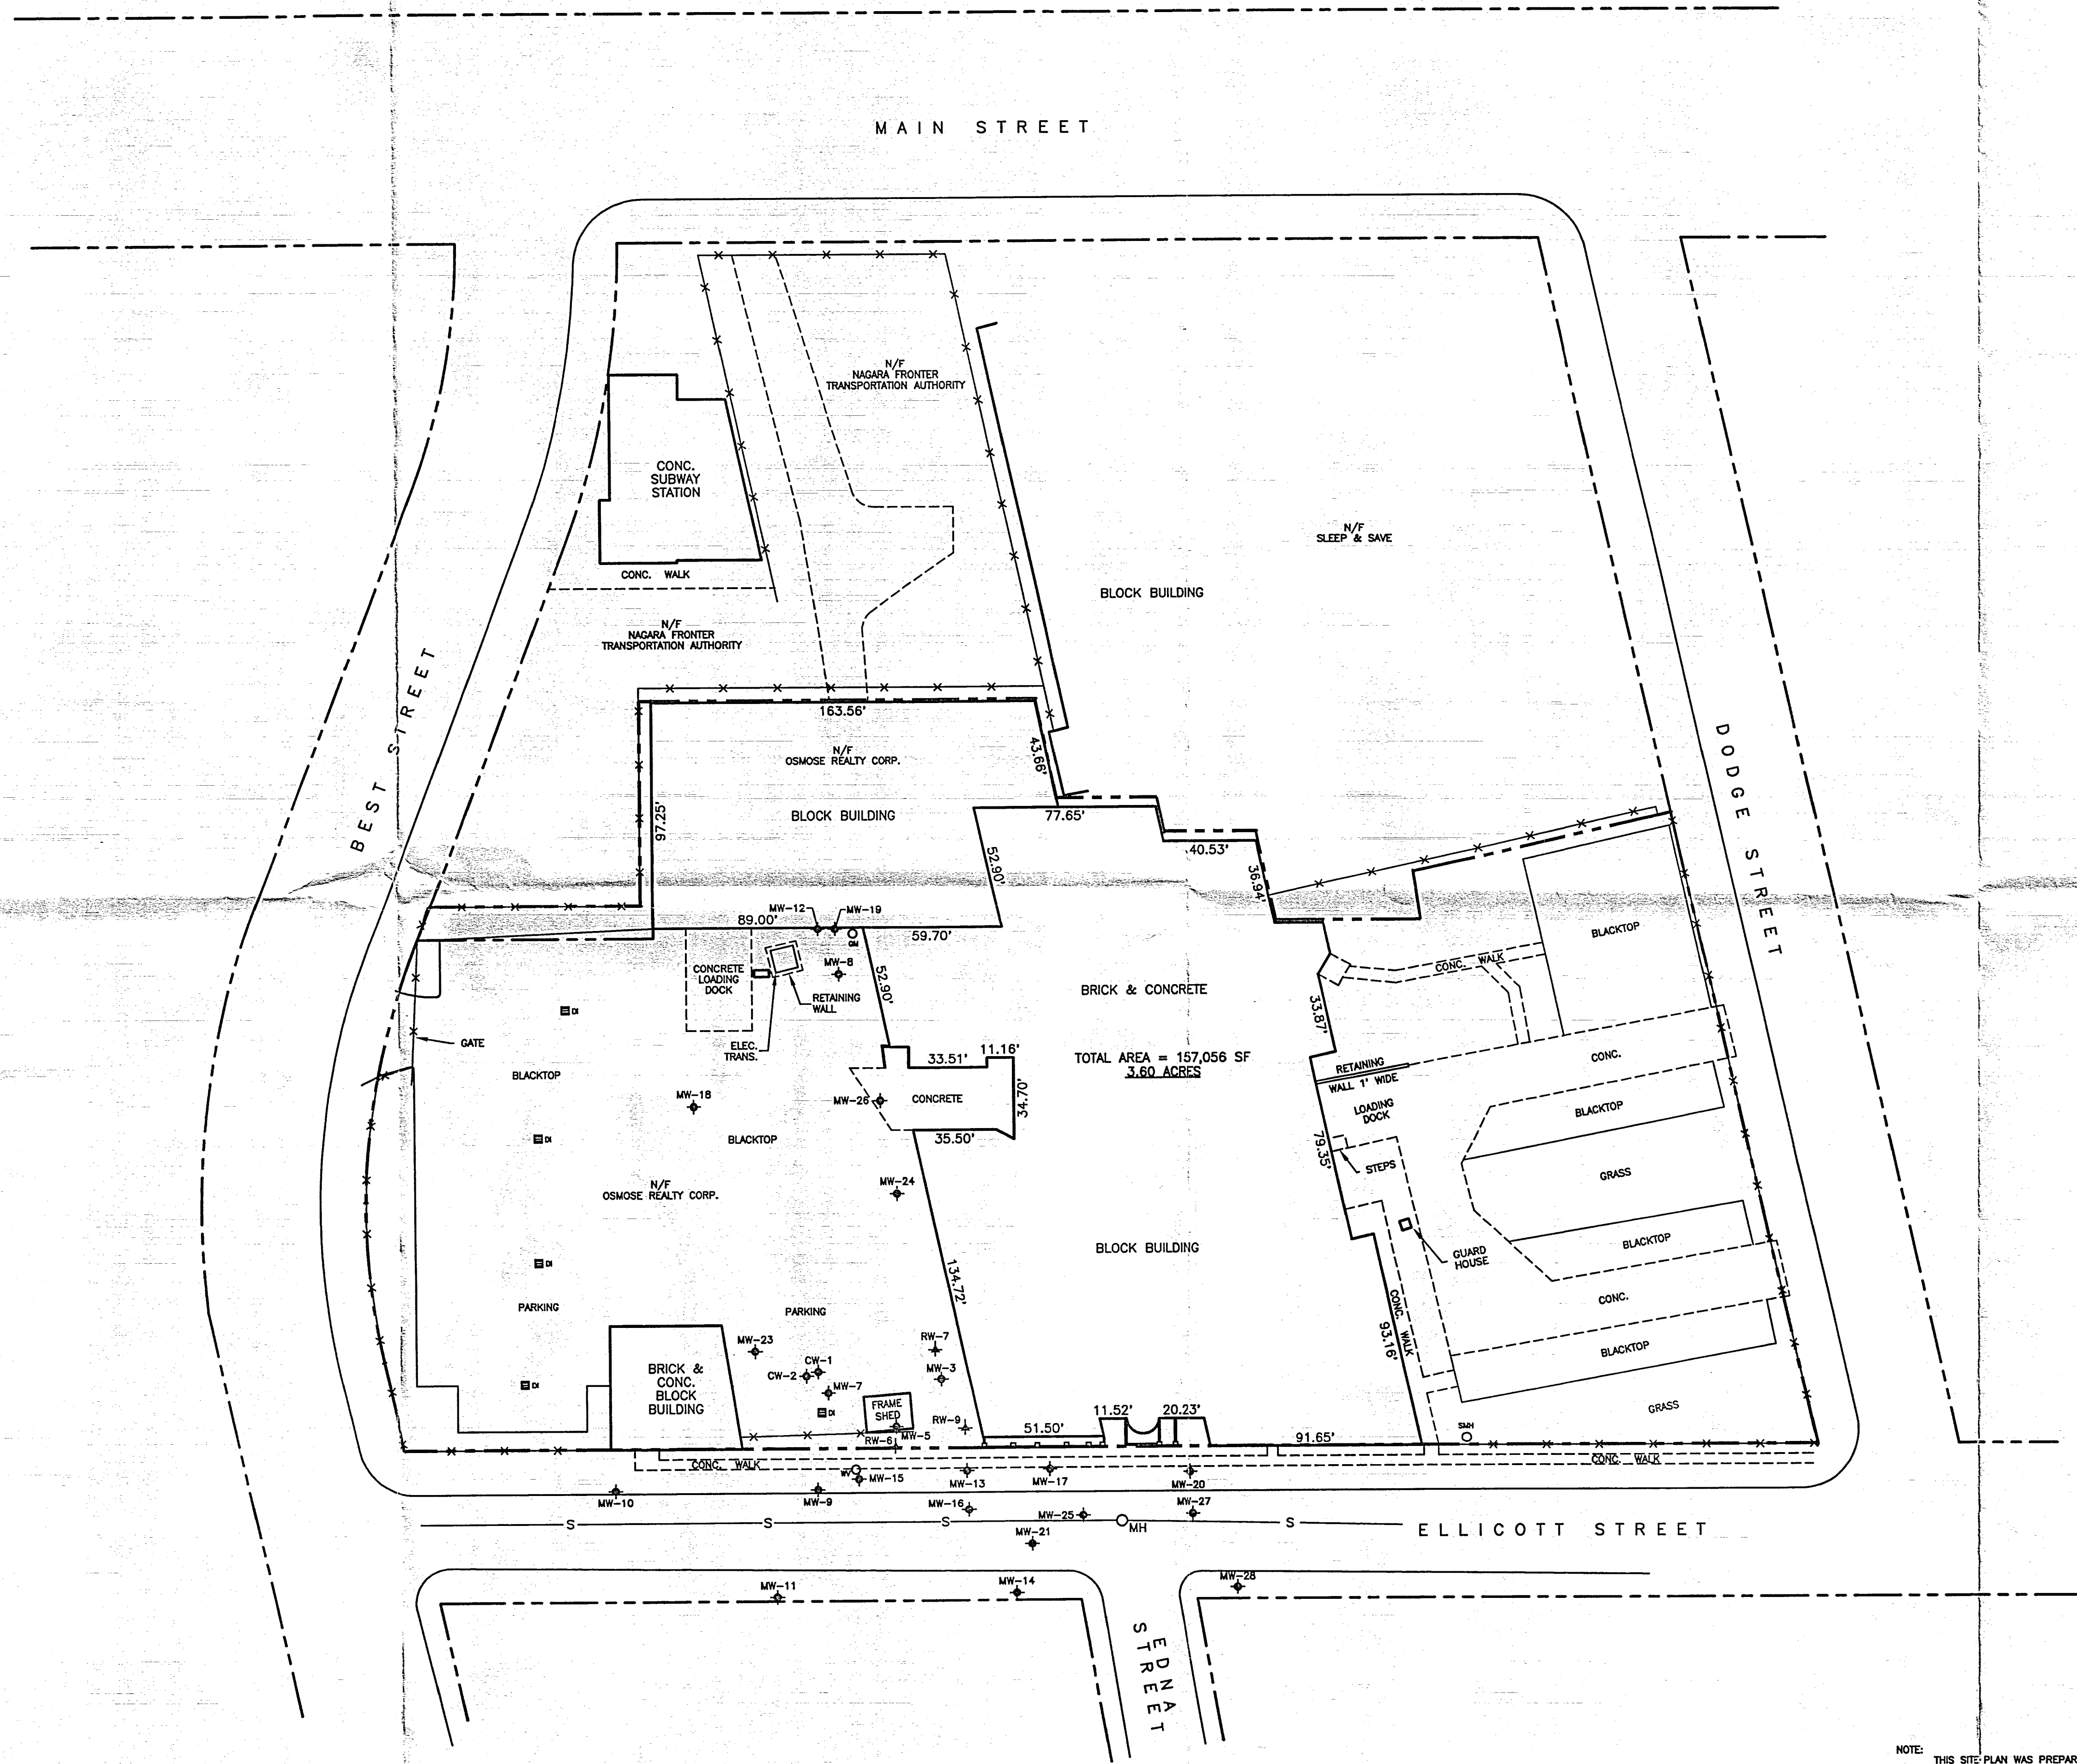 MAIN STREET
N/F
NAGARA FRONTER
TRANSPORTATION AUTHORITY
CONC.
SUBWAY
STATION
N/F
SLEEP & SAVE
CONC. WALK
BLOCK BUILDING
N/F
NAGARA FRONTER
TRANSPORTATION AUTHORITY
BEST STREET
DODGE STREET
163.56'
43.66'
N/F
OSMOSE REALTY CORP.
97.25'
BLOCK BUILDING
77.65'
40.53'
52.90'
36.94'
MW-12
MW-19
89.00'
59.70'
BLACKTOP
MW-8
52.90'
CONCRETE
LOADING
DOCK
RETAINING
WALL
CONC. WALK
BRICK & CONCRETE
33.87'
DI
GATE
ELEC.
TRANS.
33.51'
11.16'
TOTAL AREA = 157,056 SF
3.60 ACRES
RETAINING
WALL 1' WIDE
CONC.
BLACKTOP
MW-18
MW-26
CONCRETE
34.70'
LOADING
DOCK
BLACKTOP
DI
BLACKTOP
35.50'
79.35'
STEPS
GRASS
N/F
OSMOSE REALTY CORP.
MW-24
BLOCK BUILDING
GUARD
HOUSE
BLACKTOP
DI
134.72'
PARKING
PARKING
CONC. WALK
93.16'
CONC.
MW-23
RW-7
BLACKTOP
BRICK &
CONC.
BLOCK
BUILDING
CW-1
CW-2
MW-3
DI
MW-7
DI
FRAME
SHED
RW-9
MW-5
RW-6
51.50'
11.52'
20.23'
91.65'
SMH
GRASS
CONC. WALK
CONC. WALK
WV
MW-15
MW-13
MW-17
MW-20
MW-10
MW-9
MW-16
MW-25
MW-27
S
S
S
S
MH
MW-21
ELLICOTT STREET
MW-11
MW-14
MW-28
EDNA
STREET
NOTE:
THIS SITE PLAN WAS PREPAR